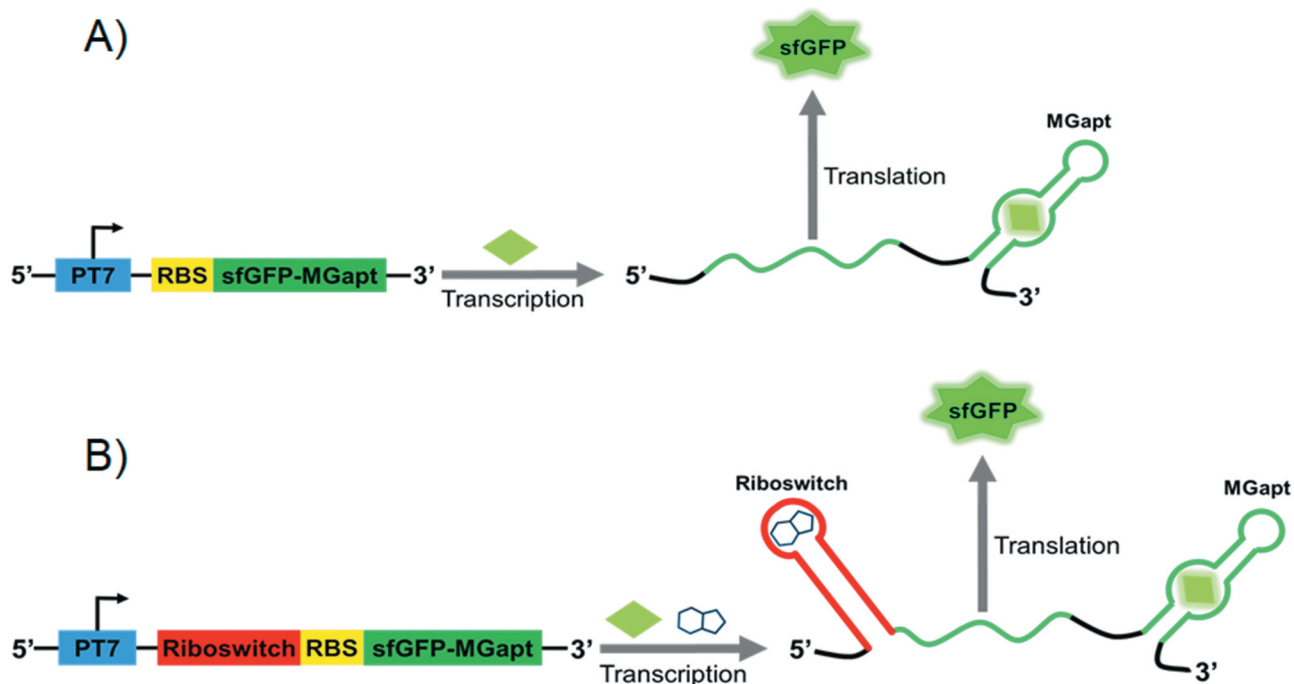 A)
sfGFP
MGapt
Translation
5’ PT7 RBS sfGFP-MGapt 3’
Transcription
5’
3’
B)
sfGFP
Riboswitch
MGapt
Translation
5’ PT7 Riboswitch RBS sfGFP-MGapt 3’
Transcription
5’
3’